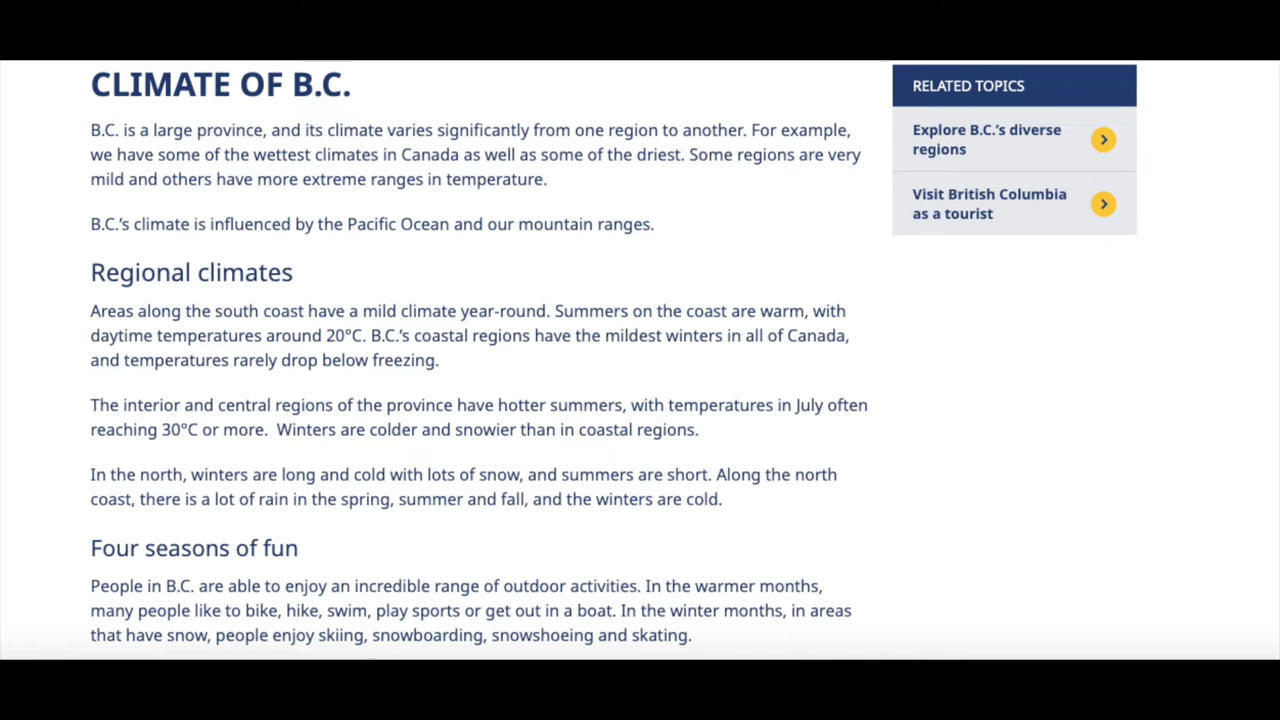 CLIMATE OF B.C.
B.C. is a large province, and its climate varies significantly from one region to another. For example,
we have some of the wettest climates in Canada as well as some of the driest. Some regions are very
mild and others have more extreme ranges in temperature.
B.C.’s climate is influenced by the Pacific Ocean and our mountain ranges.
Regional climates
Areas along the south coast have a mild climate year-round. Summers on the coast are warm, with
daytime temperatures around 20°C. B.C.’s coastal regions have the mildest winters in all of Canada,
and temperatures rarely drop below freezing.
The interior and central regions of the province have hotter summers, with temperatures in July often
reaching 30°C or more.  Winters are colder and snowier than in coastal regions.
In the north, winters are long and cold with lots of snow, and summers are short. Along the north
coast, there is a lot of rain in the spring, summer and fall, and the winters are cold.
Four seasons of fun
People in B.C. are able to enjoy an incredible range of outdoor activities. In the warmer months,
many people like to bike, hike, swim, play sports or get out in a boat. In the winter months, in areas
that have snow, people enjoy skiing, snowboarding, snowshoeing and skating.
RELATED TOPICS
Explore B.C.’s diverse
regions
Visit British Columbia
as a tourist